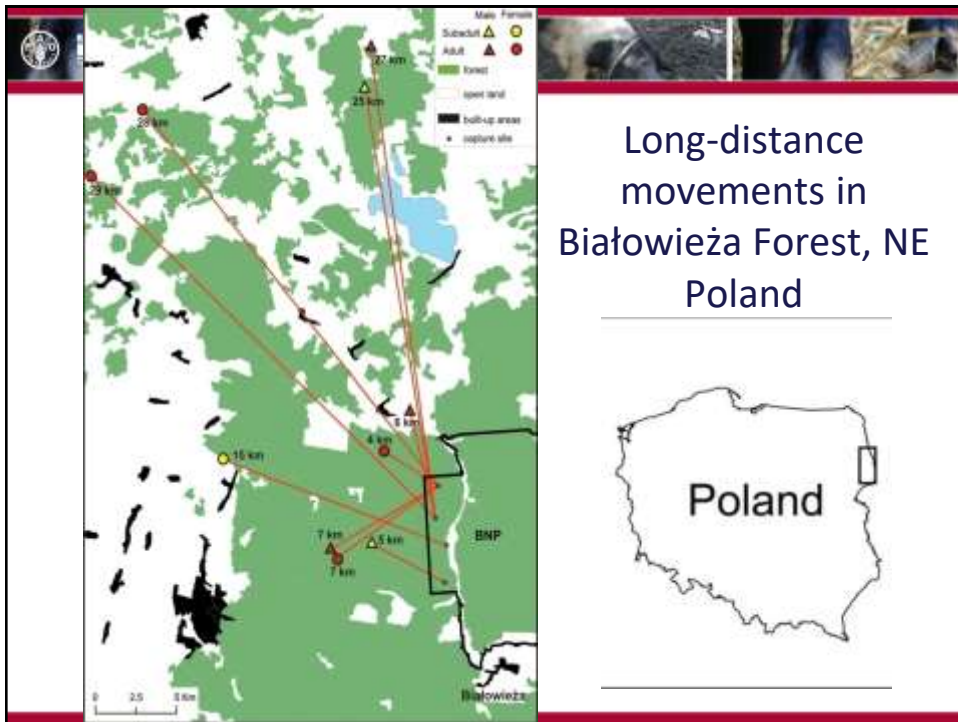 Male Female
Subadult
Adult
forest
open land
built-up areas
capture site
27 km
25 km
28 km
29 km
6 km
4 km
15 km
7 km
5 km
7 km
BNP
Białowieża
0 2.5 5 Km
Long-distance
movements in
Białowieża Forest, NE
Poland
Poland